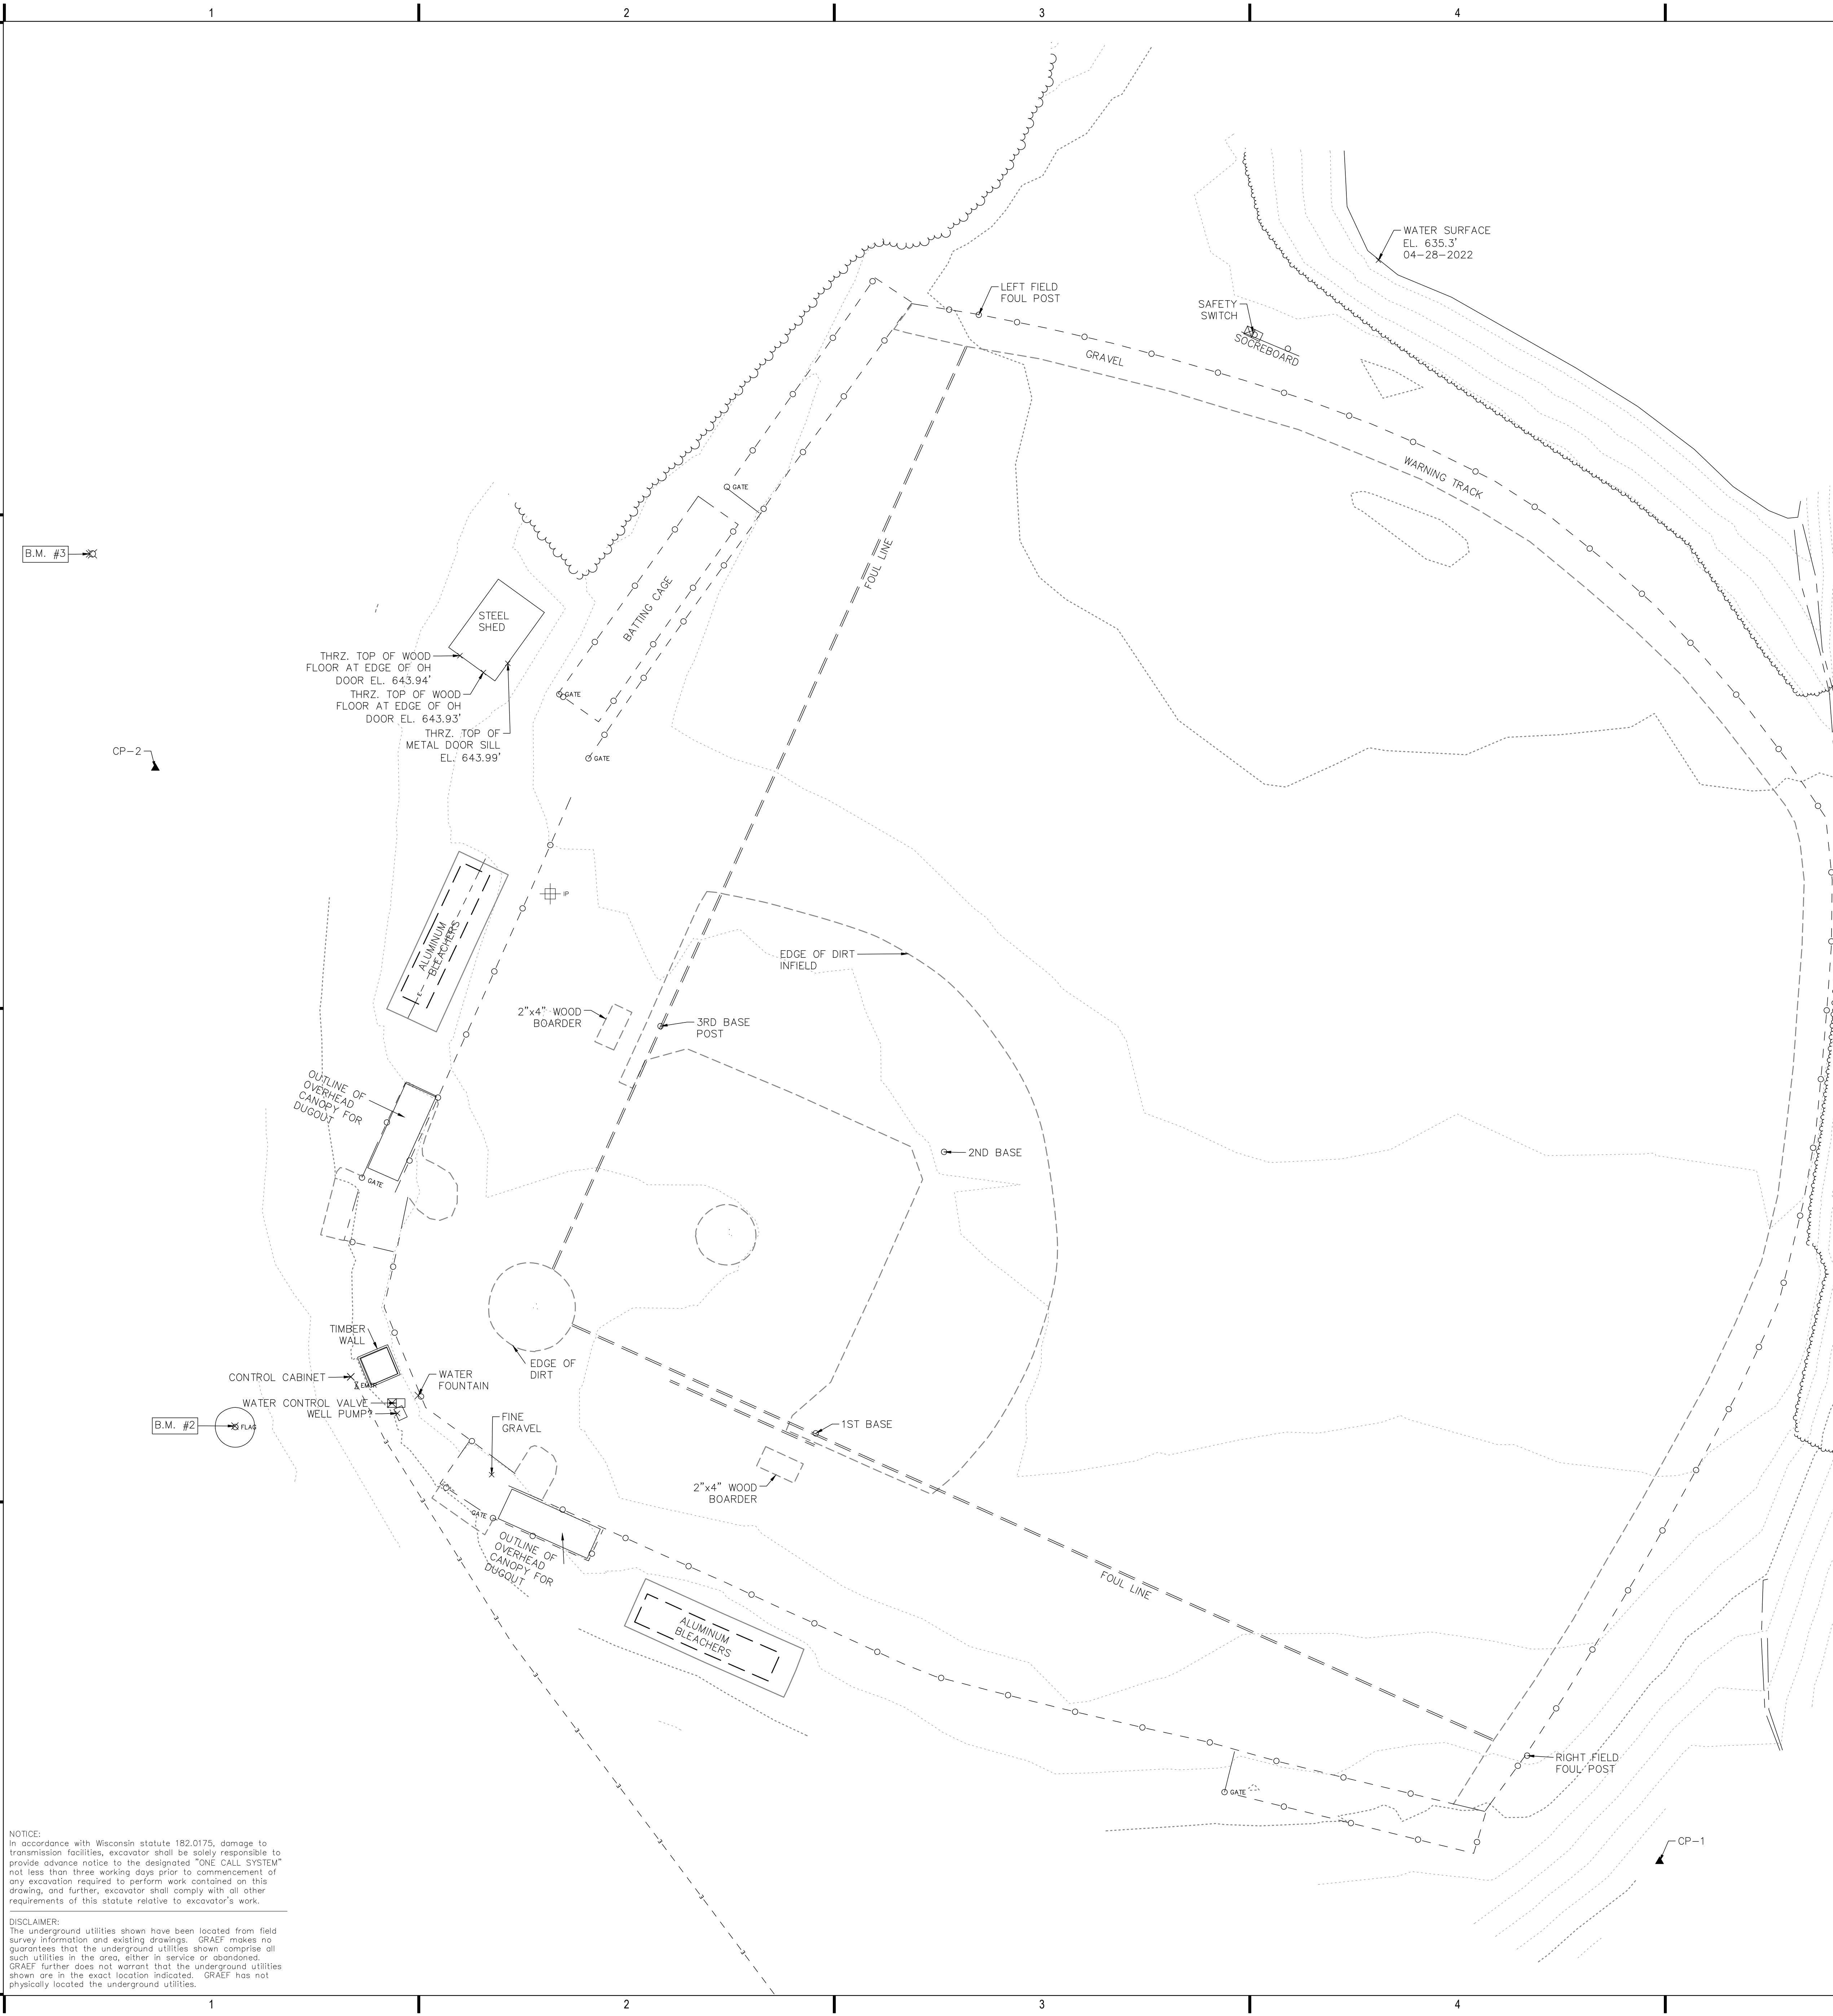 1 2 3 4
WATER SURFACE
EL. 635.3'
04-28-2022
LEFT FIELD
FOUL POST
SAFETY
SWITCH
SOCREBOARD
GRAVEL
WARNING TRACK
GATE
B.M. #3
FOUL LINE
BATTING CAGE
STEEL
SHED
THRZ. TOP OF WOOD
FLOOR AT EDGE OF OH
DOOR EL. 643.94'
THRZ. TOP OF WOOD
FLOOR AT EDGE OF OH
DOOR EL. 643.93'
THRZ. TOP OF
METAL DOOR SILL
EL. 643.99'
GATE
GATE
CP-2
IP
ALUMINUM
BLEACHERS
EDGE OF DIRT
INFIELD
2"x4" WOOD
BOARDER
3RD BASE
POST
OUTLINE OF
OVERHEAD
CANOPY FOR
DUGOUT
2ND BASE
GATE
TIMBER
WALL
EDGE OF
DIRT
CONTROL CABINET
WATER
FOUNTAIN
EMTR
WATER CONTROL VALVE
WELL PUMP?
B.M. #2
FLAG
FINE
GRAVEL
1ST BASE
2"x4" WOOD
BOARDER
GATE
OUTLINE OF
OVERHEAD
CANOPY FOR
DUGOUT
FOUL LINE
ALUMINUM
BLEACHERS
RIGHT FIELD
FOUL POST
GATE
CP-1
NOTICE:
In accordance with Wisconsin statute 182.0175, damage to
transmission facilities, excavator shall be solely responsible to
provide advance notice to the designated "ONE CALL SYSTEM"
not less than three working days prior to commencement of
any excavation required to perform work contained on this
drawing, and further, excavator shall comply with all other
requirements of this statute relative to excavator's work.
DISCLAIMER:
The underground utilities shown have been located from field
survey information and existing drawings. GRAEF makes no
guarantees that the underground utilities shown comprise all
such utilities in the area, either in service or abandoned.
GRAEF further does not warrant that the underground utilities
shown are in the exact location indicated. GRAEF has not
physically located the underground utilities.
1 2 3 4